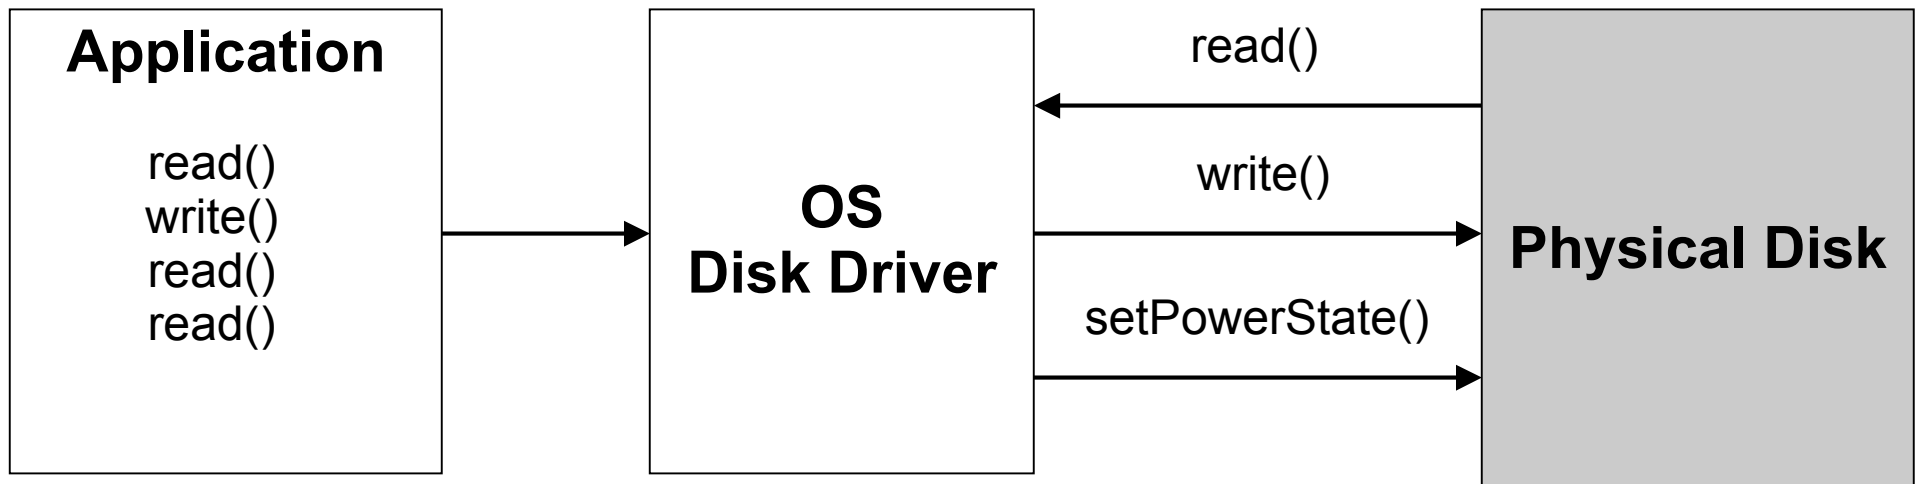 Application
read()
write()
read()
read()
OS
Disk Driver
read()
write()
setPowerState()
Physical Disk